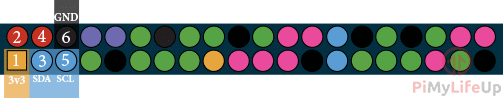 GND
2 4 6
1 3 5
3v3 SDA SCL
PiMyLifeUp